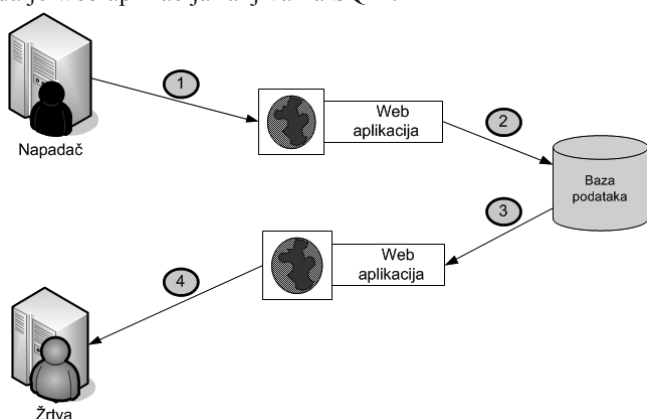 1
Web
aplikacija
2
Napadač
Baza
podataka
3
Web
aplikacija
4
Žrtva